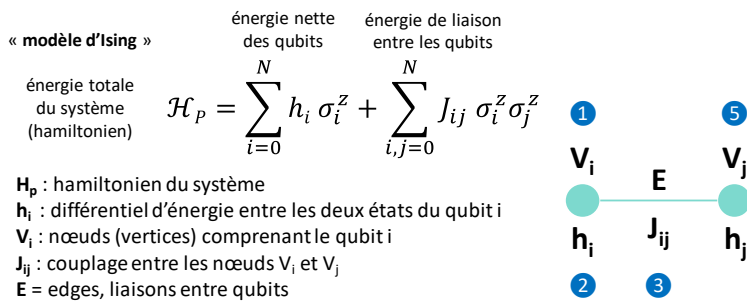 énergie nette
des qubits
énergie de liaison
entre les qubits
« modèle d'Ising »
énergie totale
du système
(hamiltonien)
ℋ_P = ∑_{i=0}^{N} h_i σ_i^z + ∑_{i,j=0}^{N} J_{ij} σ_i^z σ_j^z
H_p : hamiltonien du système
h_i : différentiel d'énergie entre les deux états du qubit i
V_i : nœuds (vertices) comprenant le qubit i
J_ij : couplage entre les nœuds V_i et V_j
E = edges, liaisons entre qubits
1 5
V_i E V_j
h_i J_ij h_j
2 3